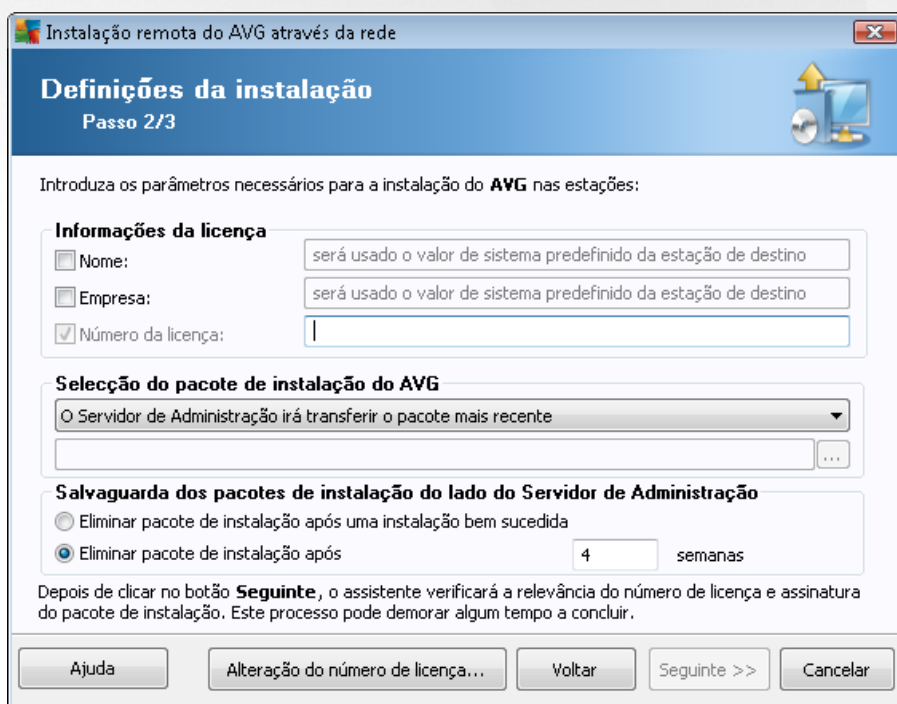 Instalação remota do AVG através da rede
Definições da instalação
Passo 2/3
Introduza os parâmetros necessários para a instalação do AVG nas estações:
Informações da licença
Nome:
será usado o valor de sistema predefinido da estação de destino
Empresa:
será usado o valor de sistema predefinido da estação de destino
Número da licença:
Selecção do pacote de instalação do AVG
O Servidor de Administração irá transferir o pacote mais recente
...
Salvaguarda dos pacotes de instalação do lado do Servidor de Administração
Eliminar pacote de instalação após uma instalação bem sucedida
Eliminar pacote de instalação após 4 semanas
Depois de clicar no botão Seguinte, o assistente verificará a relevância do número de licença e assinatura
do pacote de instalação. Este processo pode demorar algum tempo a concluir.
Ajuda Alteração do número de licença... Voltar Seguinte >> Cancelar